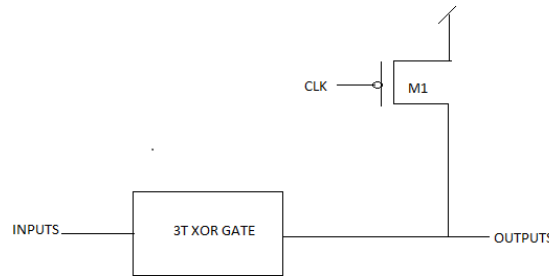 CLK
M1
INPUTS
3T XOR GATE
OUTPUTS